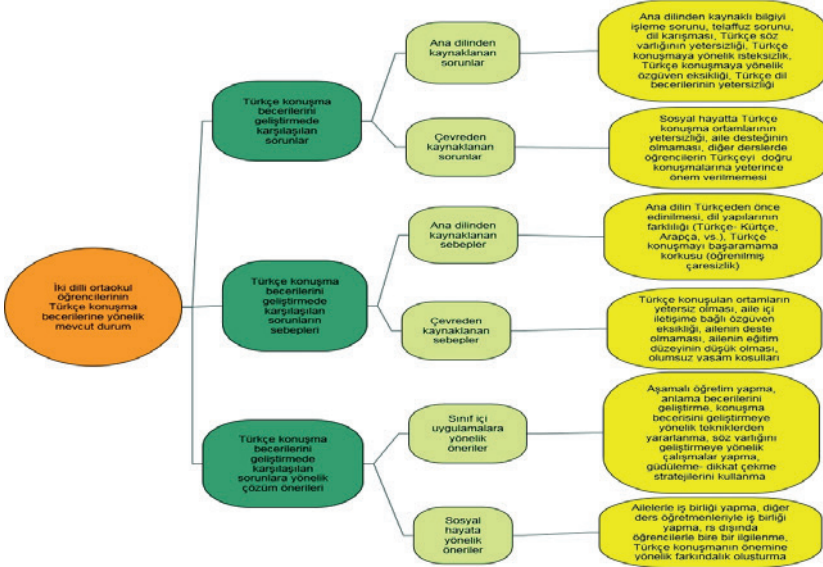 İki dilli ortaokul
öğrencilerinin
Türkçe konuşma
becerilerine yönelik
mevcut durum
Türkçe konuşma
becerilerini
geliştirmede
karşılaşılan
sorunlar
Ana dilinden
kaynaklanan
sorunlar
Ana dilinden kaynaklı bilgiyi
işleme sorunu, telaffuz sorunu,
dil karışması, Türkçe söz
varlığının yetersizliği, Türkçe
konuşmaya yönelik isteksizlik,
Türkçe konuşmaya yönelik
özgüven eksikliği, Türkçe dil
becerilerinin yetersizliği
Çevreden
kaynaklanan
sorunlar
Sosyal hayatta Türkçe
konuşma ortamlarının
yetersizliği, aile desteğinin
olmaması, diğer derslerde
öğrencilerin Türkçeyi doğru
konuşmalarına yeterince
önem verilmemesi
Türkçe konuşma
becerilerini
geliştirmede
karşılaşılan
sorunların
sebepleri
Ana dilinden
kaynaklanan
sebepler
Ana dilin Türkçeden önce
edinilmesi, dil yapılarının
farklılığı (Türkçe- Kürtçe,
Arapça, vs.), Türkçe
konuşmayı başaramama
korkusu (öğrenilmiş
çaresizlik)
Çevreden
kaynaklanan
sebepler
Türkçe konuşulan ortamların
yetersiz olması, aile içi
iletişime bağlı özgüven
eksikliği, ailenin deste
olmaması, ailenin eğitim
düzeyinin düşük olması,
olumsuz yaşam koşulları
Türkçe konuşma
becerilerini
geliştirmede
karşılaşılan
sorunlara yönelik
çözüm önerileri
Sınıf içi
uygulamalara
yönelik
öneriler
Aşamalı öğretim yapma,
anlama becerilerini
geliştirme, konuşma
becerisini geliştirmeye
yönelik tekniklerden
yararlanma, söz varlığını
geliştirmeye yönelik
çalışmalar yapma,
güdüleme- dikkat çekme
stratejilerini kullanma
Sosyal
hayata
yönelik
öneriler
Ailelerle iş birliği yapma, diğer
ders öğretmenleriyle iş birliği
yapma, rs dışında
öğrencilerle bire bir ilgilenme,
Türkçe konuşmanın önemine
yönelik farkındalık oluşturma